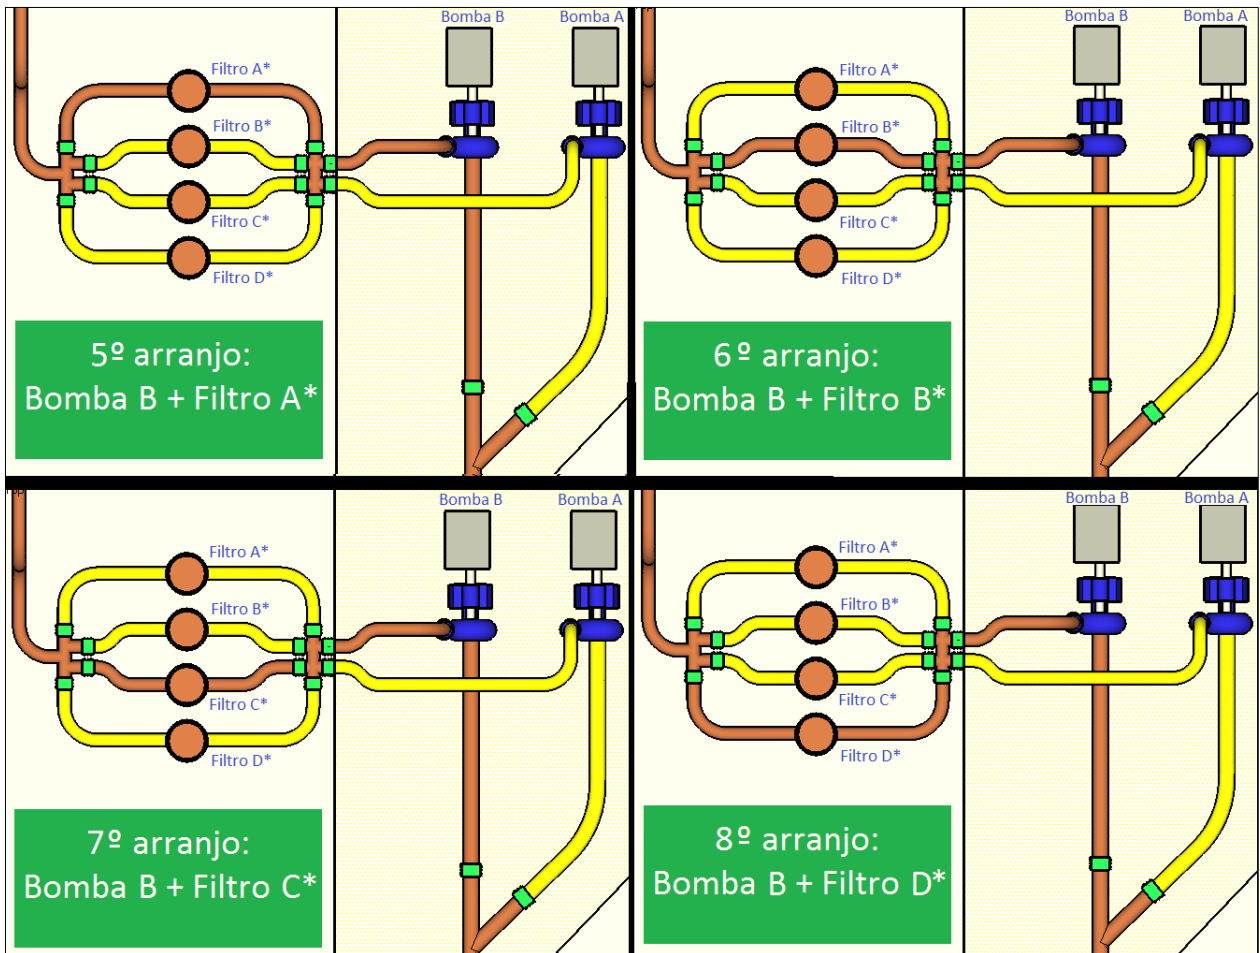 Bomba B
Bomba A
Filtro A*
Filtro B*
Filtro C*
Filtro D*
5º arranjo:
Bomba B + Filtro A*
Bomba B
Bomba A
Filtro A*
Filtro B*
Filtro C*
Filtro D*
6º arranjo:
Bomba B + Filtro B*
Bomba B
Bomba A
Filtro A*
Filtro B*
Filtro C*
Filtro D*
7º arranjo:
Bomba B + Filtro C*
Bomba B
Bomba A
Filtro A*
Filtro B*
Filtro C*
Filtro D*
8º arranjo:
Bomba B + Filtro D*